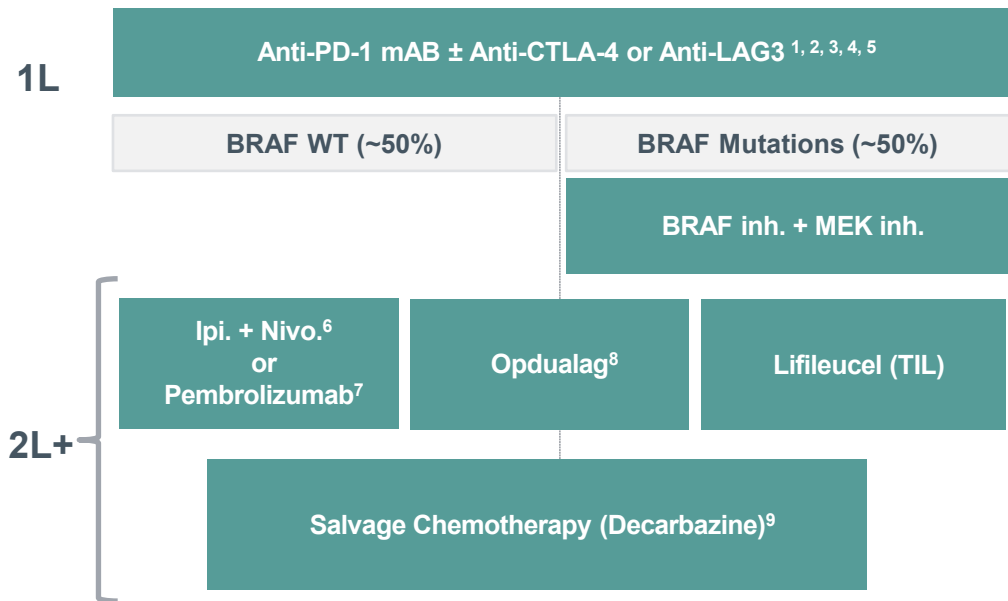 1L
Anti-PD-1 mAB ± Anti-CTLA-4 or Anti-LAG3 1, 2, 3, 4, 5
BRAF WT (~50%)
BRAF Mutations (~50%)
BRAF inh. + MEK inh.
2L+
Ipi. + Nivo.6
or
Pembrolizumab7
Opdualag8
Lifileucel (TIL)
Salvage Chemotherapy (Decarbazine)9